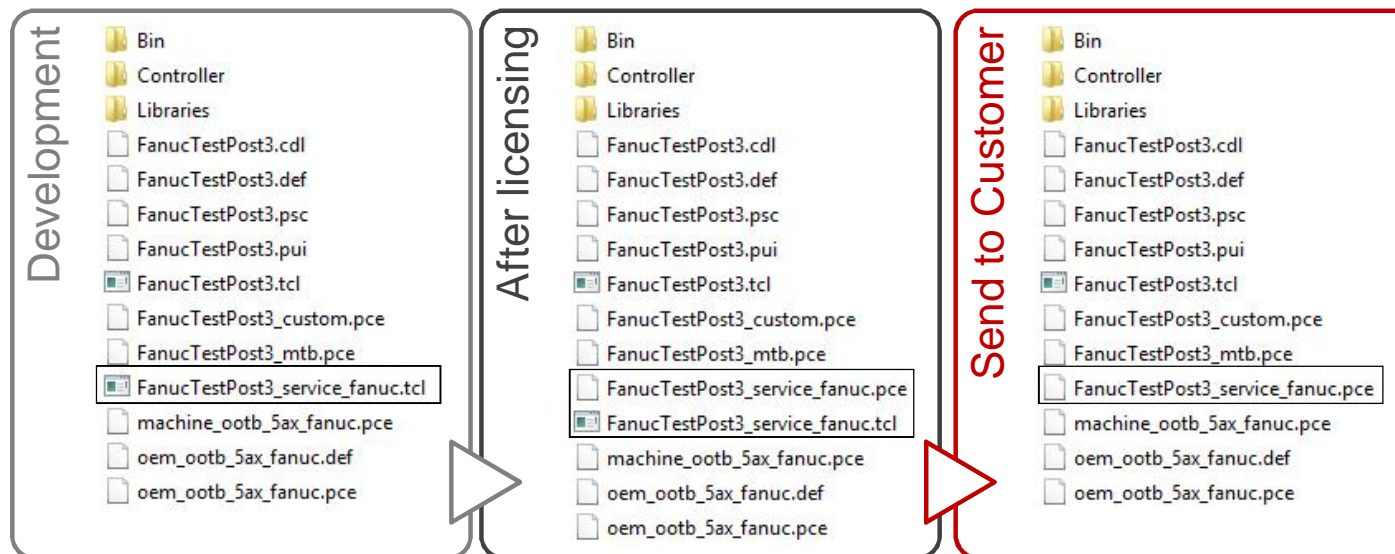 Development
Bin
Controller
Libraries
FanucTestPost3.cdl
FanucTestPost3.def
FanucTestPost3.psc
FanucTestPost3.pui
FanucTestPost3.tcl
FanucTestPost3_custom.pce
FanucTestPost3_mtb.pce
FanucTestPost3_service_fanuc.tcl
machine_ootb_5ax_fanuc.pce
oem_ootb_5ax_fanuc.def
oem_ootb_5ax_fanuc.pce
After licensing
Bin
Controller
Libraries
FanucTestPost3.cdl
FanucTestPost3.def
FanucTestPost3.psc
FanucTestPost3.pui
FanucTestPost3.tcl
FanucTestPost3_custom.pce
FanucTestPost3_mtb.pce
FanucTestPost3_service_fanuc.pce
FanucTestPost3_service_fanuc.tcl
machine_ootb_5ax_fanuc.pce
oem_ootb_5ax_fanuc.def
oem_ootb_5ax_fanuc.pce
Send to Customer
Bin
Controller
Libraries
FanucTestPost3.cdl
FanucTestPost3.def
FanucTestPost3.psc
FanucTestPost3.pui
FanucTestPost3.tcl
FanucTestPost3_custom.pce
FanucTestPost3_mtb.pce
FanucTestPost3_service_fanuc.pce
machine_ootb_5ax_fanuc.pce
oem_ootb_5ax_fanuc.def
oem_ootb_5ax_fanuc.pce